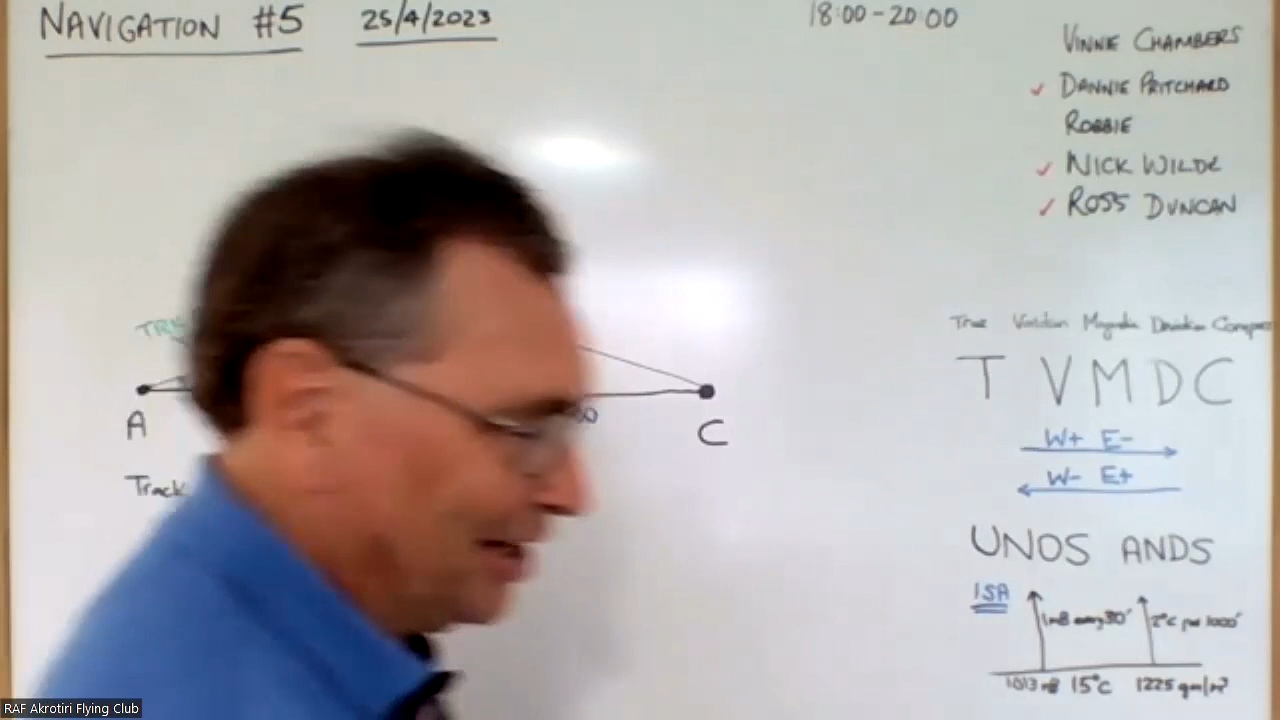 NAVIGATION #5 25/4/2023 18:00-20:00
VINNIE CHAMBERS
✓ DANNIE PRITCHARD
ROBBIE
✓ NICK WILDE
✓ ROSS DUNCAN
TRK
A
C
Track
True Variation Magnetic Deviation Compass
T V M D C
W+ E-
W- E+
UNOS ANDS
ISA
1mB every 30' 2°C per 1000'
1013 mB 15°C 1225 gm/m³
RAF Akrotiri Flying Club